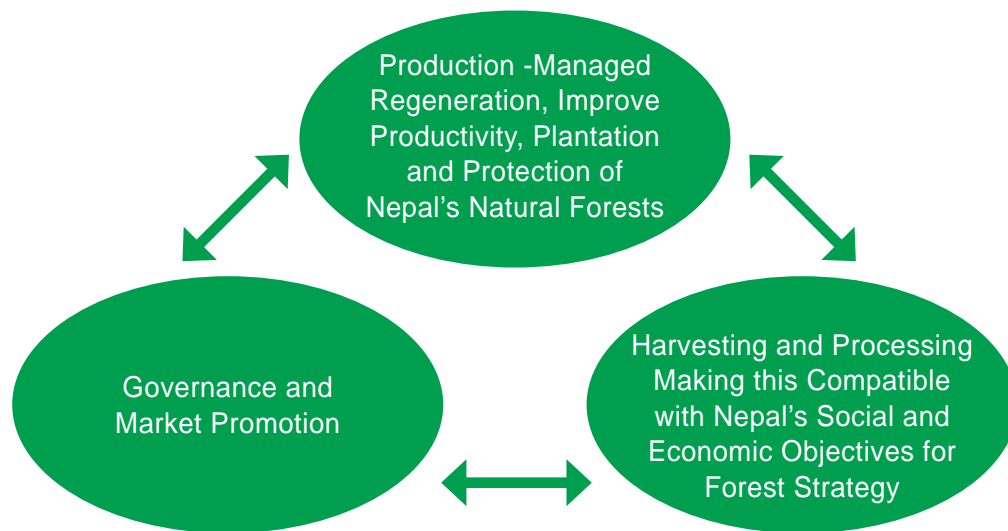 Production -Managed
Regeneration, Improve
Productivity, Plantation
and Protection of
Nepal's Natural Forests
Governance and
Market Promotion
Harvesting and Processing
Making this Compatible
with Nepal's Social and
Economic Objectives for
Forest Strategy